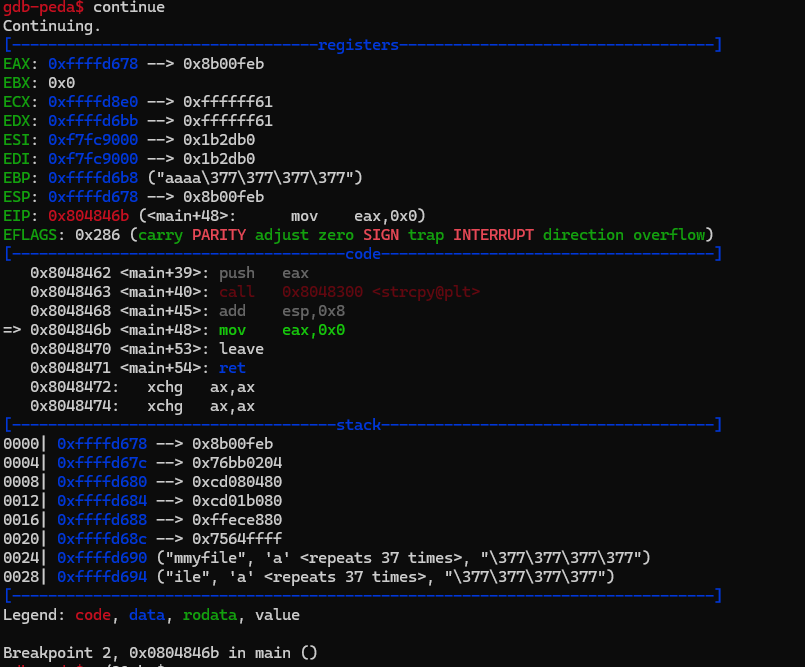 gdb-peda$ continue
Continuing.
[----------------------------------registers-----------------------------------]
EAX: 0xffffd678 --> 0x8b00feb
EBX: 0x0
ECX: 0xffffd8e0 --> 0xffffff61
EDX: 0xffffd6bb --> 0xffffff61
ESI: 0xf7fc9000 --> 0x1b2db0
EDI: 0xf7fc9000 --> 0x1b2db0
EBP: 0xffffd6b8 ("aaaa\377\377\377\377")
ESP: 0xffffd678 --> 0x8b00feb
EIP: 0x804846b (<main+48>:      mov    eax,0x0)
EFLAGS: 0x286 (carry PARITY adjust zero SIGN trap INTERRUPT direction overflow)
[-------------------------------------code-------------------------------------]
   0x8048462 <main+39>: push   eax
   0x8048463 <main+40>: call   0x8048300 <strcpy@plt>
   0x8048468 <main+45>: add    esp,0x8
=> 0x804846b <main+48>: mov    eax,0x0
   0x8048470 <main+53>: leave
   0x8048471 <main+54>: ret
   0x8048472:   xchg   ax,ax
   0x8048474:   xchg   ax,ax
[------------------------------------stack-------------------------------------]
0000| 0xffffd678 --> 0x8b00feb
0004| 0xffffd67c --> 0x76bb0204
0008| 0xffffd680 --> 0xcd080480
0012| 0xffffd684 --> 0xcd01b080
0016| 0xffffd688 --> 0xffece880
0020| 0xffffd68c --> 0x7564ffff
0024| 0xffffd690 ("mmyfile", 'a' <repeats 37 times>, "\377\377\377\377")
0028| 0xffffd694 ("ile", 'a' <repeats 37 times>, "\377\377\377\377")
[------------------------------------------------------------------------------]
Legend: code, data, rodata, value
Breakpoint 2, 0x0804846b in main ()